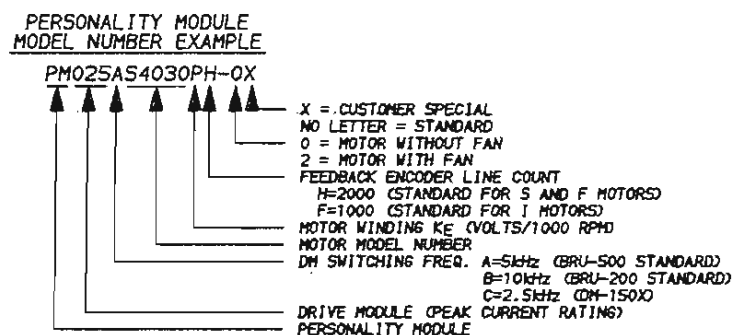 PERSONALITY MODULE
MODEL NUMBER EXAMPLE
PM025AS4030PH-0X
X = CUSTOMER SPECIAL
NO LETTER = STANDARD
0 = MOTOR WITHOUT FAN
2 = MOTOR WITH FAN
FEEDBACK ENCODER LINE COUNT
H=2000 (STANDARD FOR S AND F MOTORS)
F=1000 (STANDARD FOR I MOTORS)
MOTOR WINDING KE (VOLTS/1000 RPM)
MOTOR MODEL NUMBER
DM SWITCHING FREQ. A=5kHz (BRU-500 STANDARD)
B=10kHz (BRU-200 STANDARD)
C=2.5kHz (DM-150X)
DRIVE MODULE (PEAK CURRENT RATING)
PERSONALITY MODULE